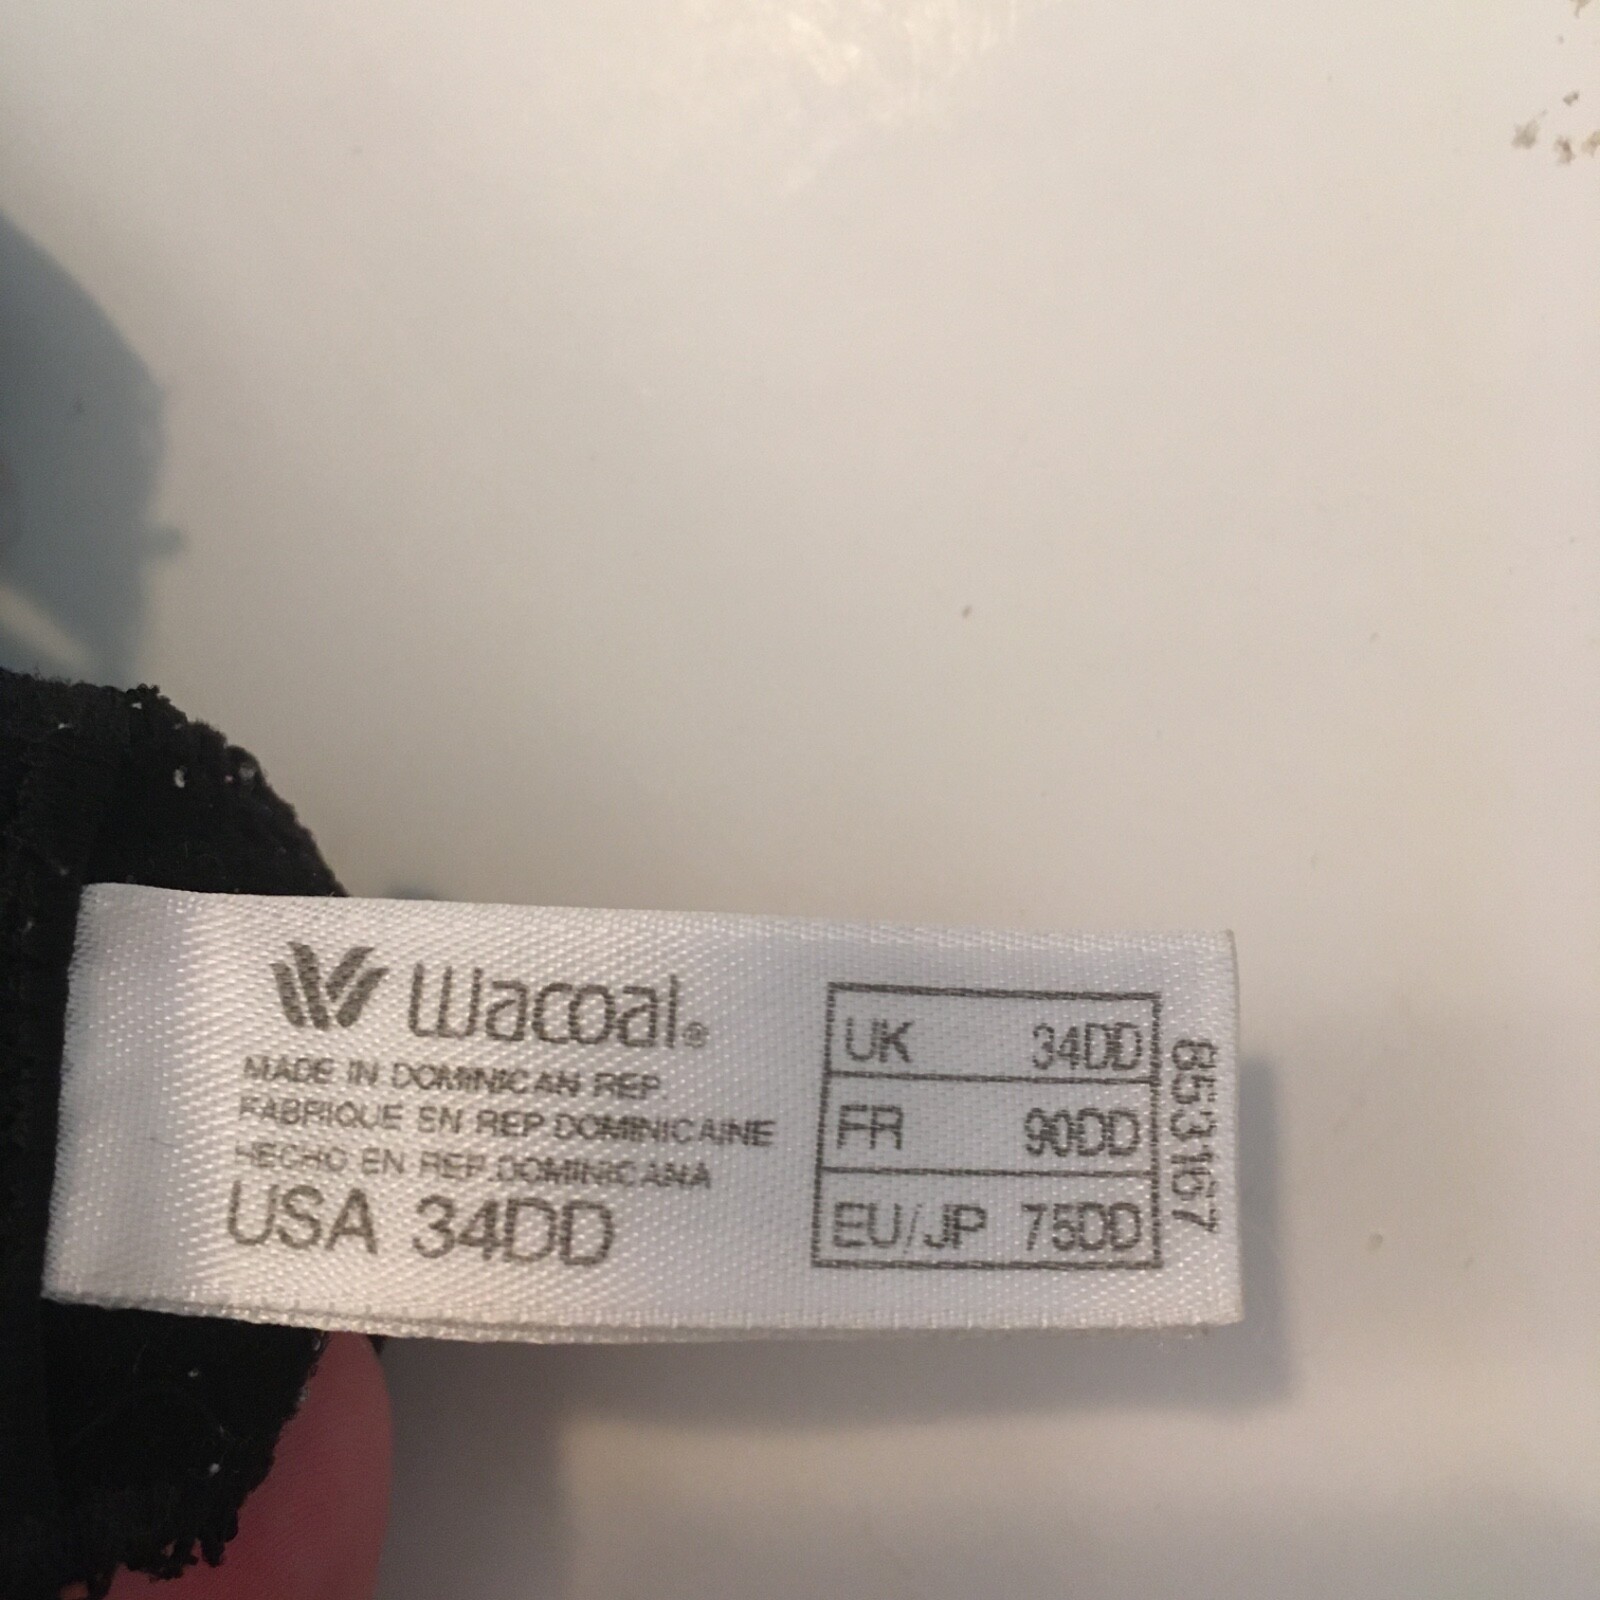 Wacoal®
MADE IN DOMINICAN REP.
FABRIQUE EN REP.DOMINICAINE
HECHO EN REP.DOMINICANA
USA 34DD
UK 34DD
FR 90DD
EU/JP 75DD
853167